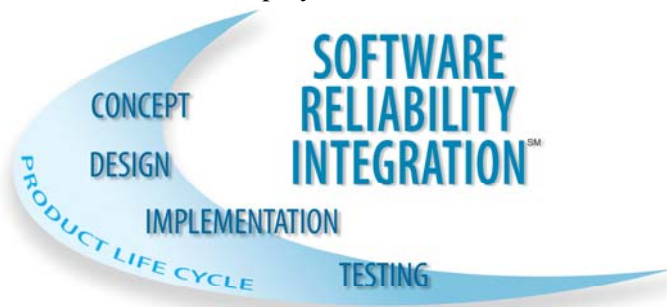 SOFTWARE
RELIABILITY
INTEGRATION℠
CONCEPT
DESIGN
IMPLEMENTATION
TESTING
PRODUCT LIFE CYCLE